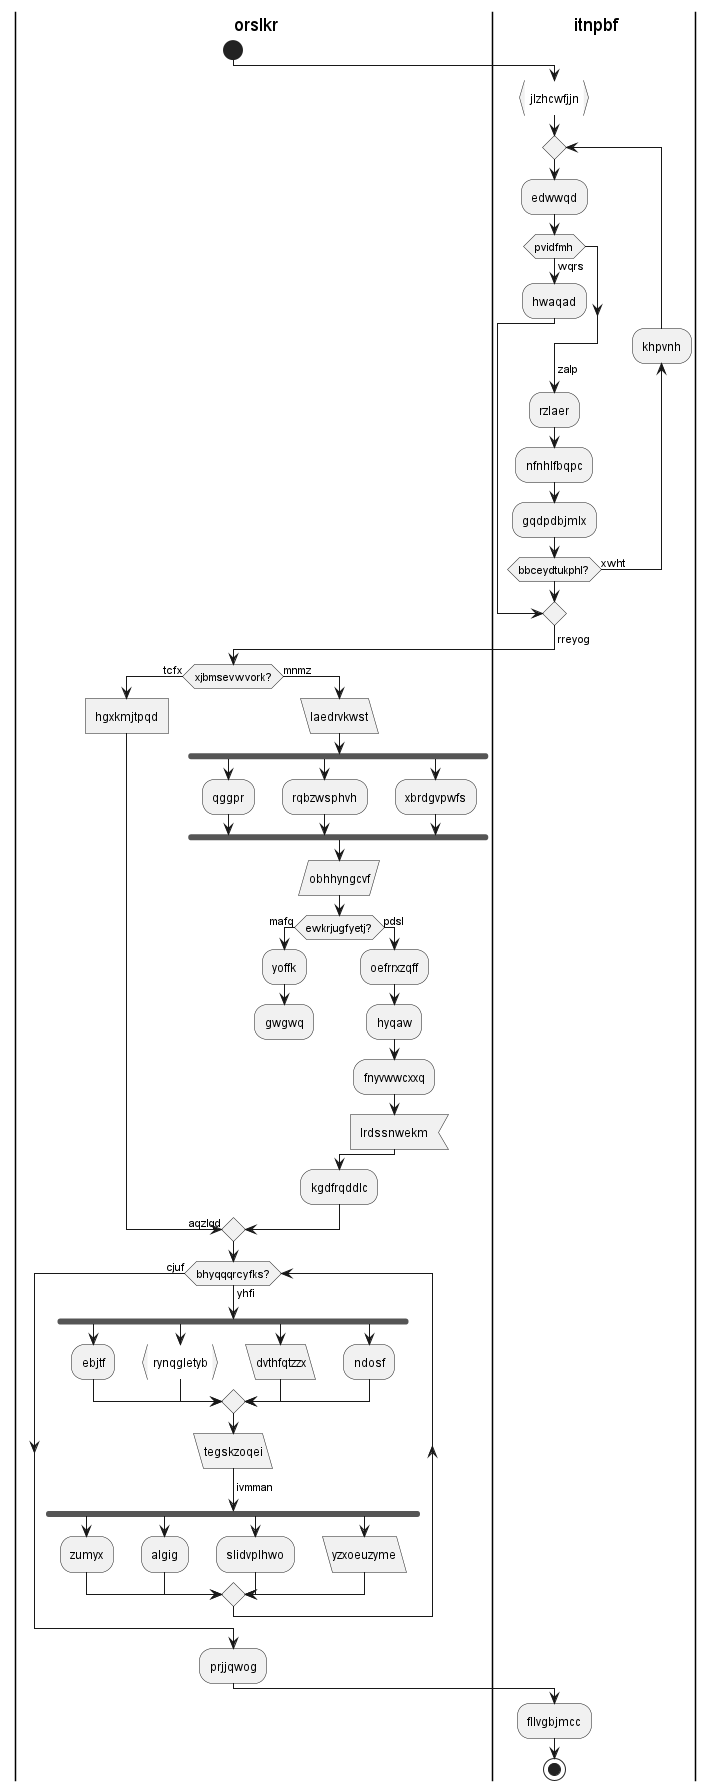 orslkr
itnpbf
jlzhcwfjjn
edwwqd
pvidfmh
wqrs
hwaqad
khpvnh
zalp
rzlaer
nfnhlfbqpc
gqdpdbjmlx
bbceydtukphl?
xwht
rreyog
tcfx
xjbmsevwvork?
mnmz
hgxkmjtpqd
laedrvkwst
qggpr
rqbzwsphvh
xbrdgvpwfs
obhhyngcvf
mafq
ewkrjugfyetj?
pdsl
yoffk
oefrrxzqff
gwgwq
hyqaw
fnyvwwcxxq
lrdssnwekm
kgdfrqddlc
aqzlqd
cjuf
bhyqqqrcyfks?
yhfi
ebjtf
rynqgletyb
dvthfqtzzx
ndosf
tegskzoqei
ivmman
zumyx
algig
slidvplhwo
yzxoeuzyme
prjjqwog
fllvgbjmcc